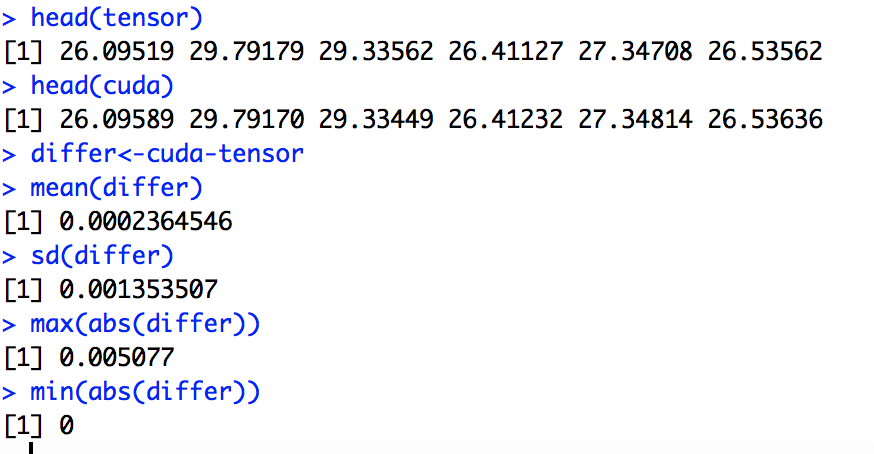 > head(tensor)
[1] 26.09519 29.79179 29.33562 26.41127 27.34708 26.53562
> head(cuda)
[1] 26.09589 29.79170 29.33449 26.41232 27.34814 26.53636
> differ<-cuda-tensor
> mean(differ)
[1] 0.0002364546
> sd(differ)
[1] 0.001353507
> max(abs(differ))
[1] 0.005077
> min(abs(differ))
[1] 0